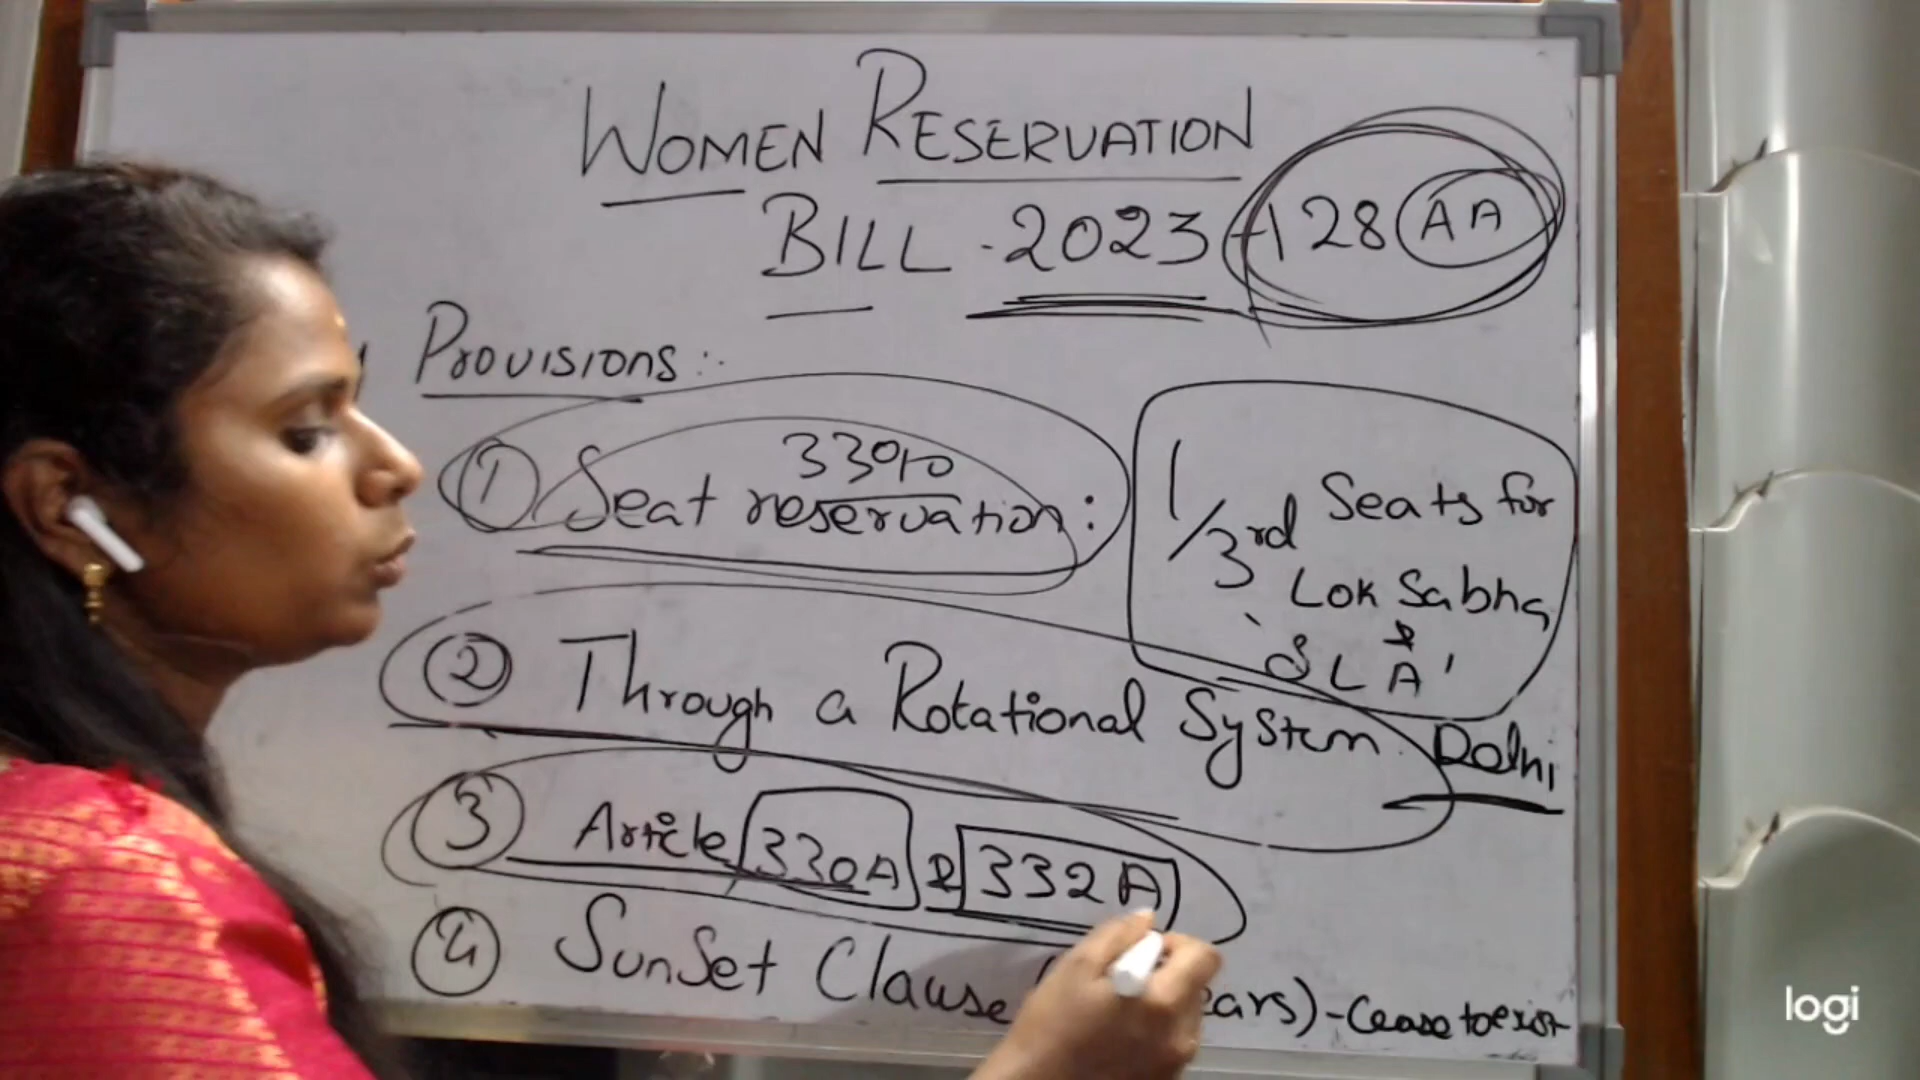 WOMEN RESERVATION
BILL - 2023 - 128 AA
PROVISIONS :
① Seat reservation :
33%
1/3rd Seats for
Lok Sabha
&
'SLA'
② Through a Rotational System
Delhi
③ Article 330A & 332A
④ SunSet Clause ears) - Cease to exist
logi